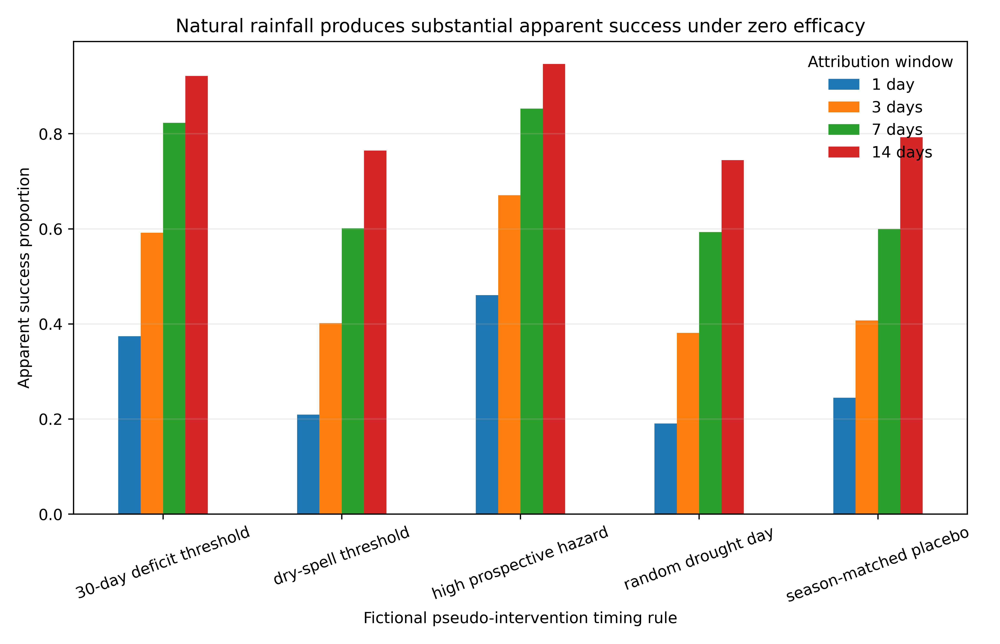 Natural rainfall produces substantial apparent success under zero efficacy
Attribution window
1 day
3 days
7 days
14 days
Apparent success proportion
0.8
0.6
0.4
0.2
0.0
30-day deficit threshold
dry-spell threshold
high prospective hazard
random drought day
season-matched placebo
Fictional pseudo-intervention timing rule